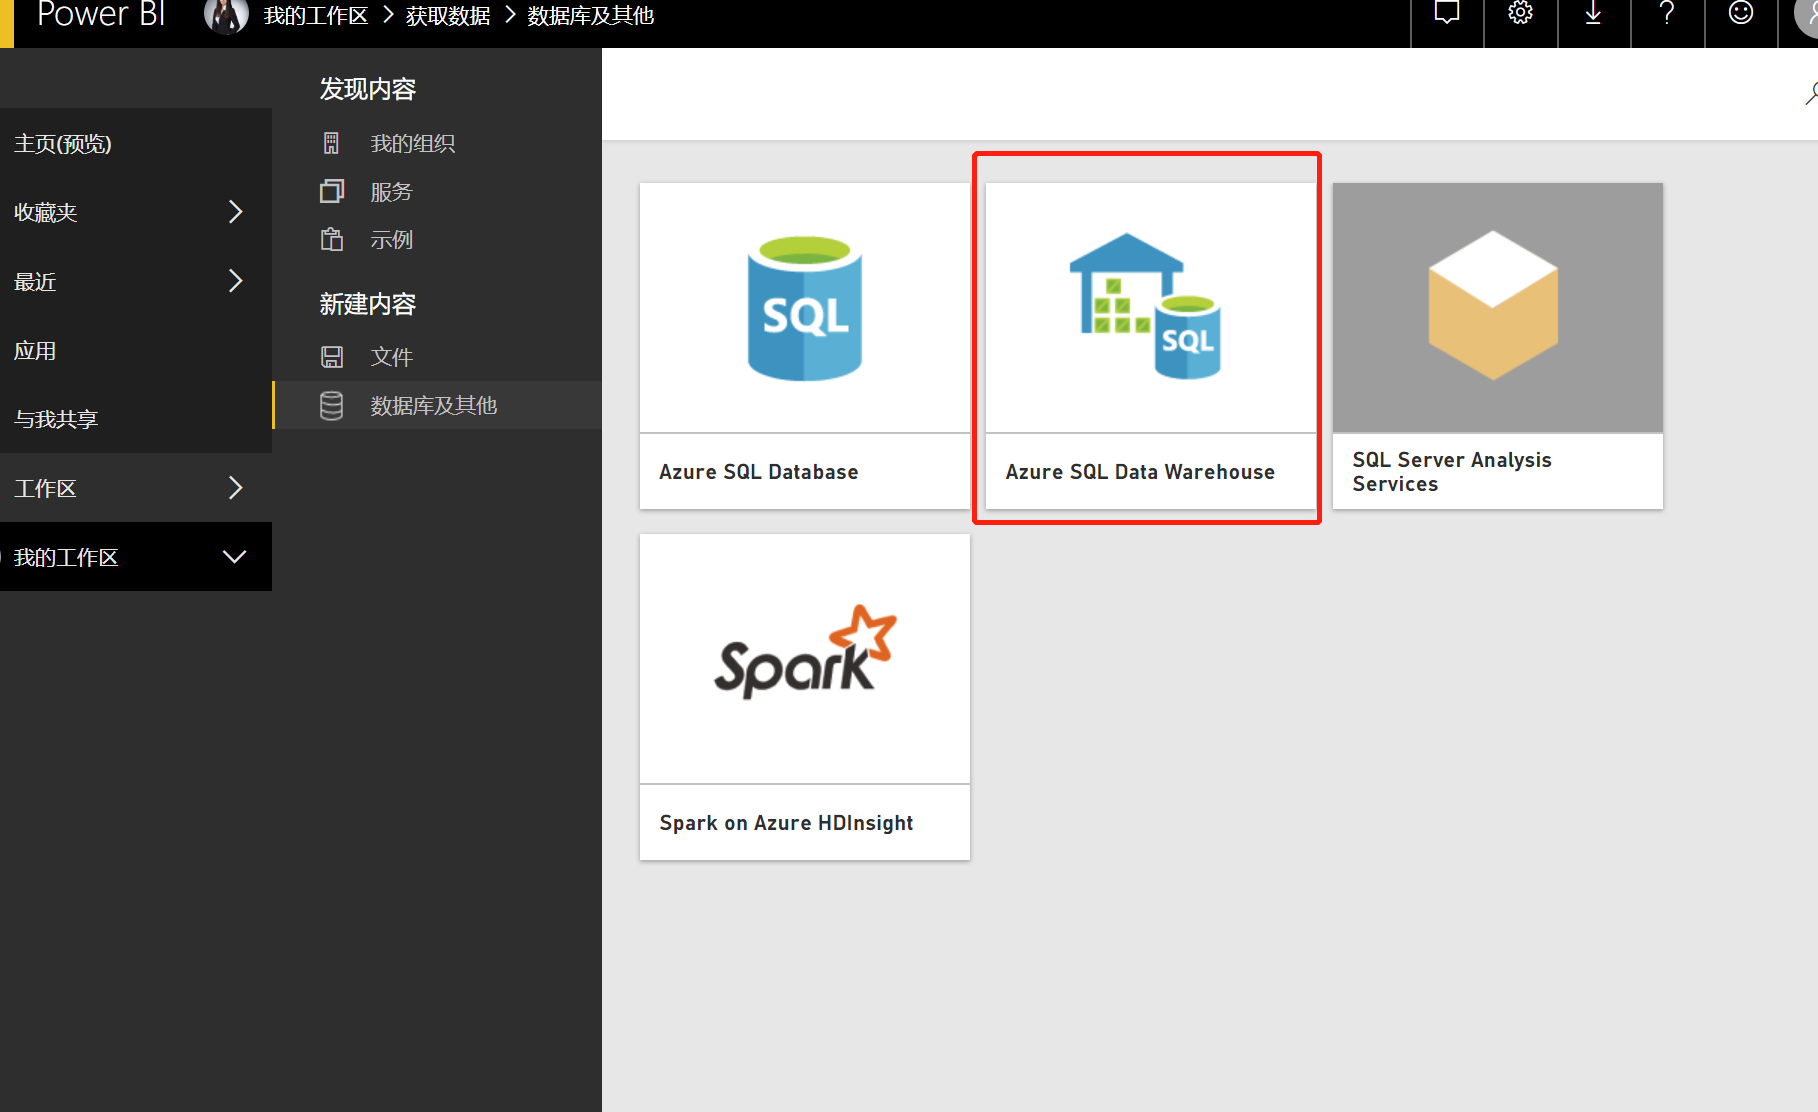 Power BI
我的工作区 > 获取数据 > 数据库及其他
主页(预览)
收藏夹
最近
应用
与我共享
工作区
我的工作区
发现内容
我的组织
服务
示例
新建内容
文件
数据库及其他
SQL
Azure SQL Database
SQL
Azure SQL Data Warehouse
SQL Server Analysis
Services
Spark
Spark on Azure HDInsight